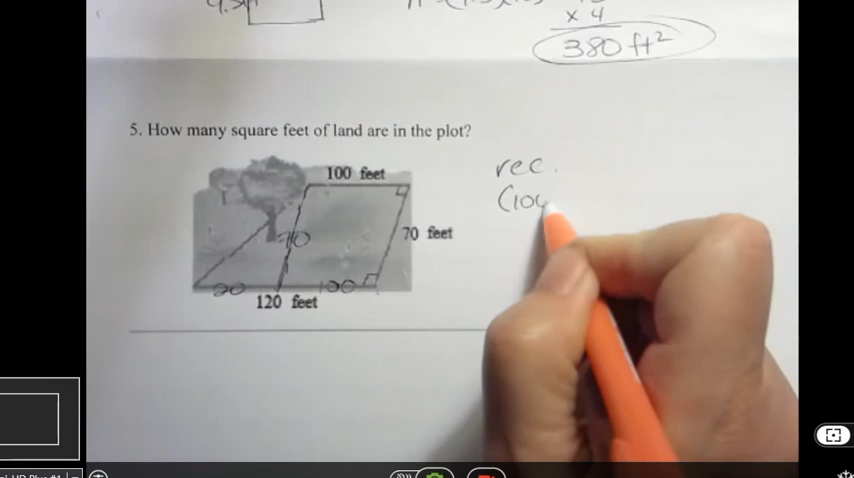 x 4
380 ft²
5. How many square feet of land are in the plot?
100 feet
rec.
(100
70
70 feet
20
100
120 feet